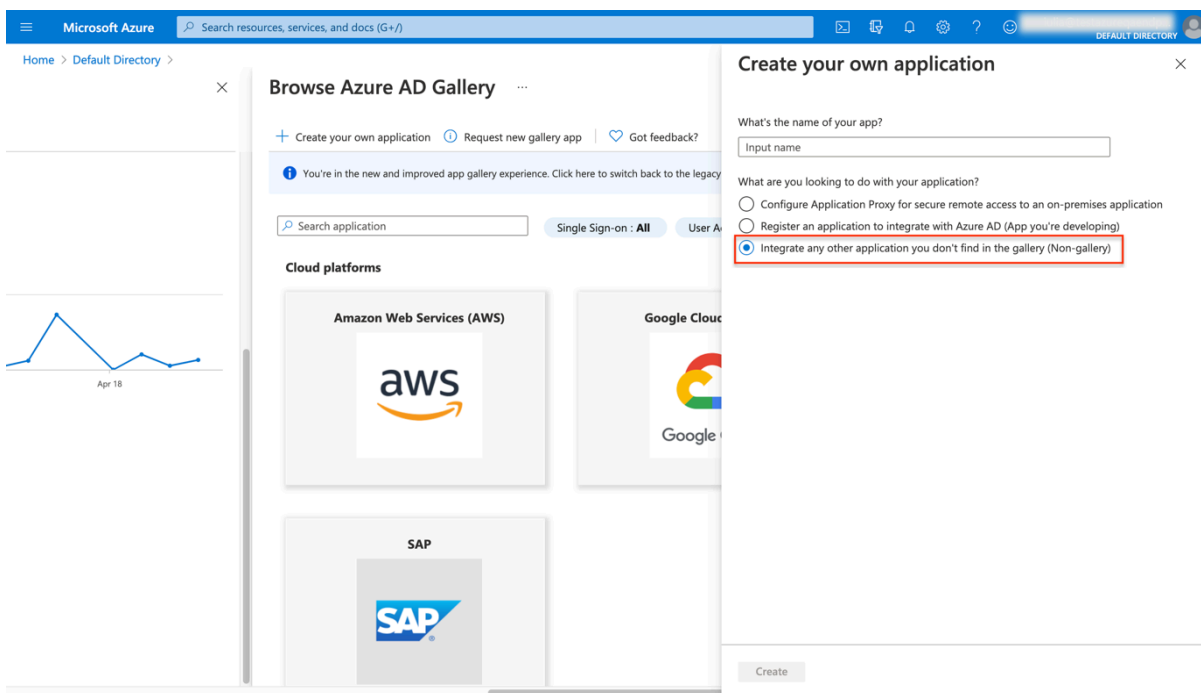 Microsoft Azure
Search resources, services, and docs (G+/)
DEFAULT DIRECTORY
Home > Default Directory >
Browse Azure AD Gallery ...
Create your own application
Request new gallery app
Got feedback?
You're in the new and improved app gallery experience. Click here to switch back to the legacy
Search application
Single Sign-on : All
User A
Cloud platforms
Amazon Web Services (AWS)
aws
Google Clou
Google
SAP
SAP
Apr 18
Create your own application
What's the name of your app?
Input name
What are you looking to do with your application?
Configure Application Proxy for secure remote access to an on-premises application
Register an application to integrate with Azure AD (App you're developing)
Integrate any other application you don't find in the gallery (Non-gallery)
Create